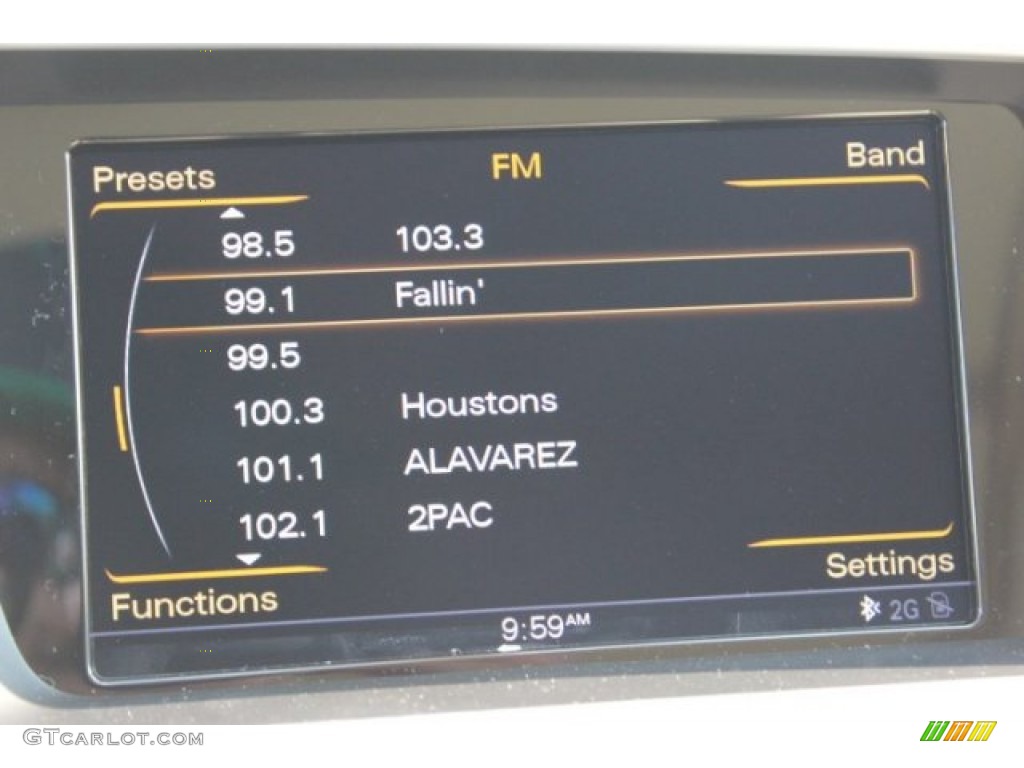 Presets FM Band
98.5 103.3
99.1 Fallin'
99.5
100.3 Houstons
101.1 ALAVAREZ
102.1 2PAC
Settings
Functions
9:59AM 2G
GTCARLOT.COM